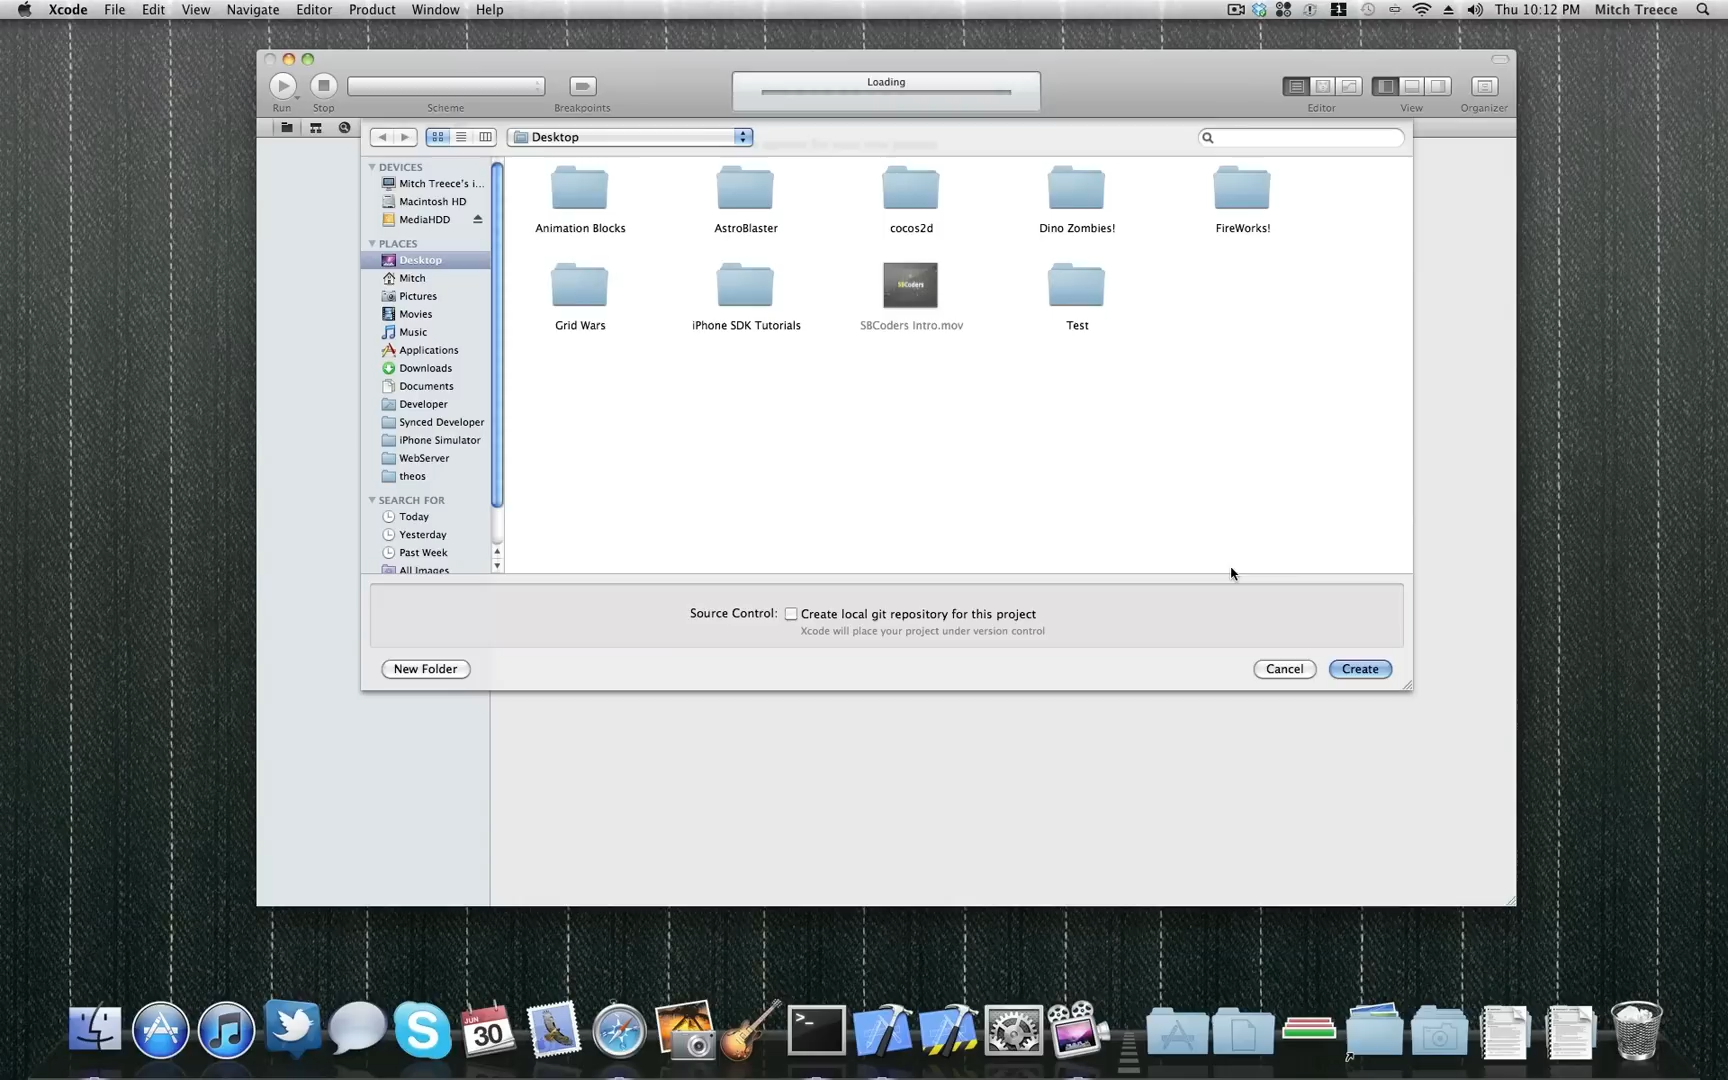 Xcode File Edit View Navigate Editor Product Window Help
1 Thu 10:12 PM Mitch Treece
Loading
Run Stop Scheme Breakpoints Editor View Organizer
Desktop
DEVICES
Mitch Treece's i...
Macintosh HD
MediaHDD
PLACES
Desktop
Mitch
Pictures
Movies
Music
Applications
Downloads
Documents
Developer
Synced Developer
iPhone Simulator
WebServer
theos
SEARCH FOR
Today
Yesterday
Past Week
All Images
Animation Blocks AstroBlaster cocos2d Dino Zombies! FireWorks!
Grid Wars iPhone SDK Tutorials S8Coders Intro.mov Test
Source Control: Create local git repository for this project
Xcode will place your project under version control
New Folder Cancel Create
JUN
30
>_